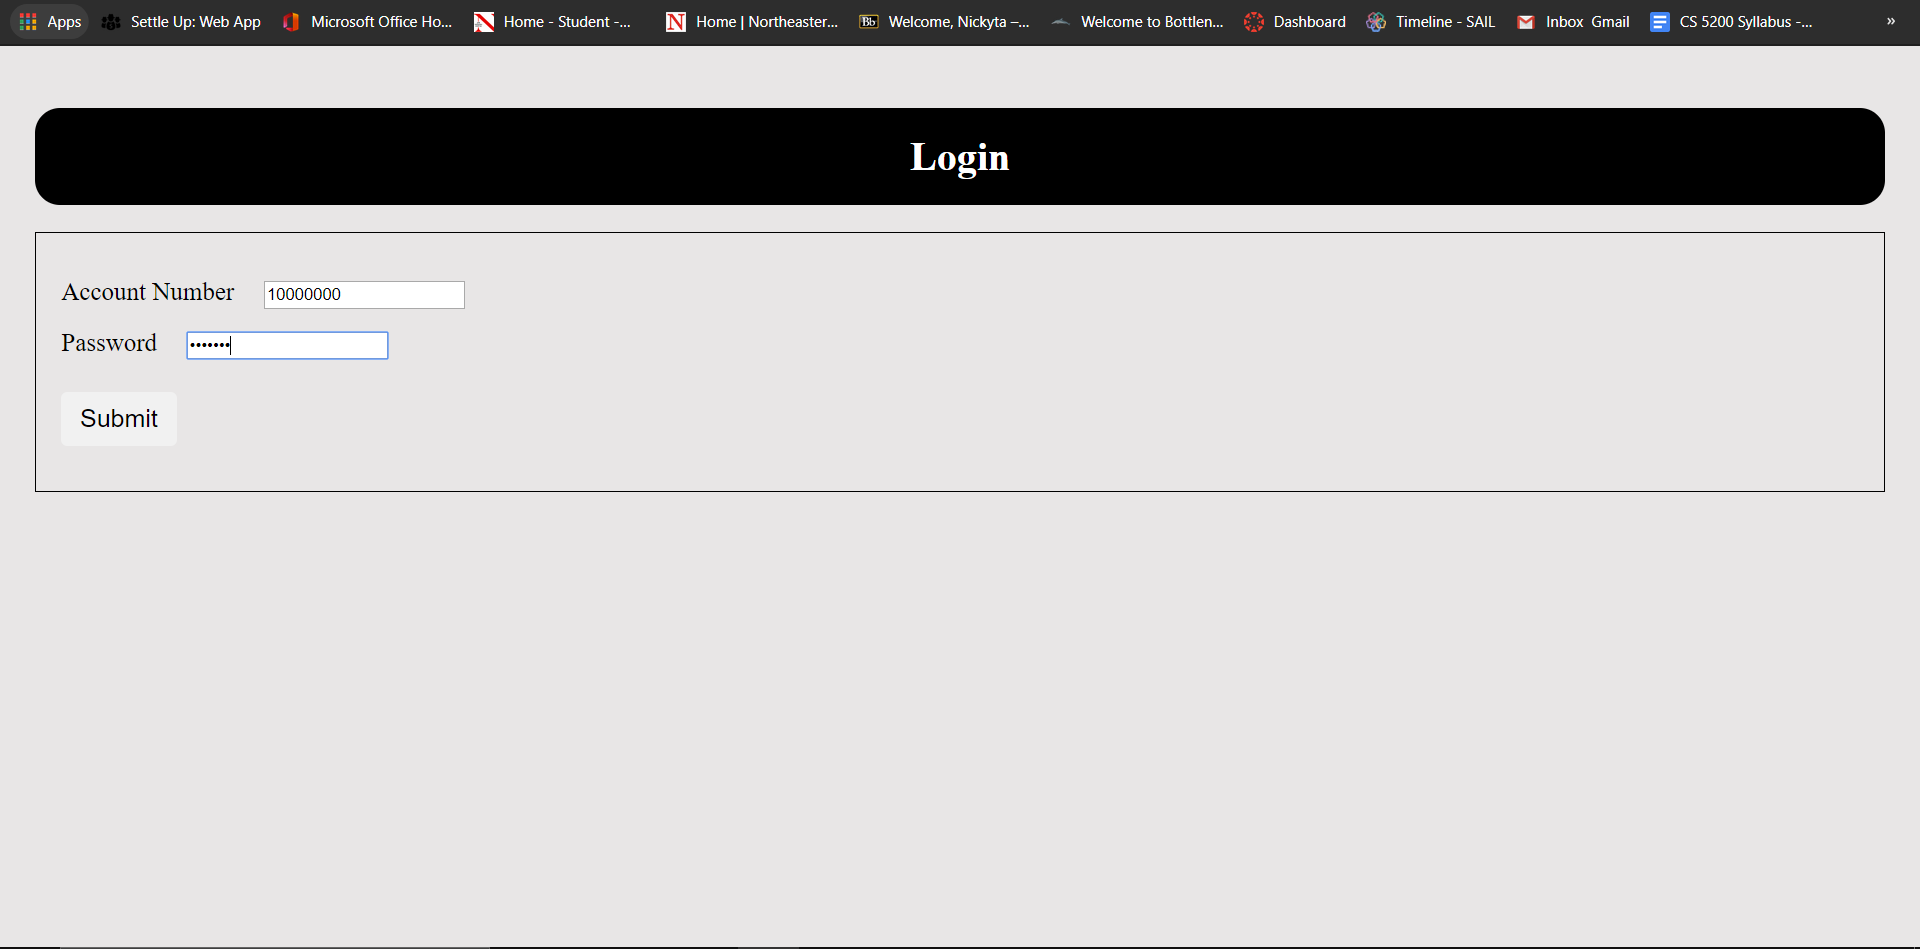 Apps Settle Up: Web App Microsoft Office Ho... Home - Student -... N Home | Northeaster... Bb Welcome, Nickyta –... Welcome to Bottlen... Dashboard Timeline - SAIL Inbox Gmail CS 5200 Syllabus -... »
Login
Account Number 10000000
Password •••••••
Submit